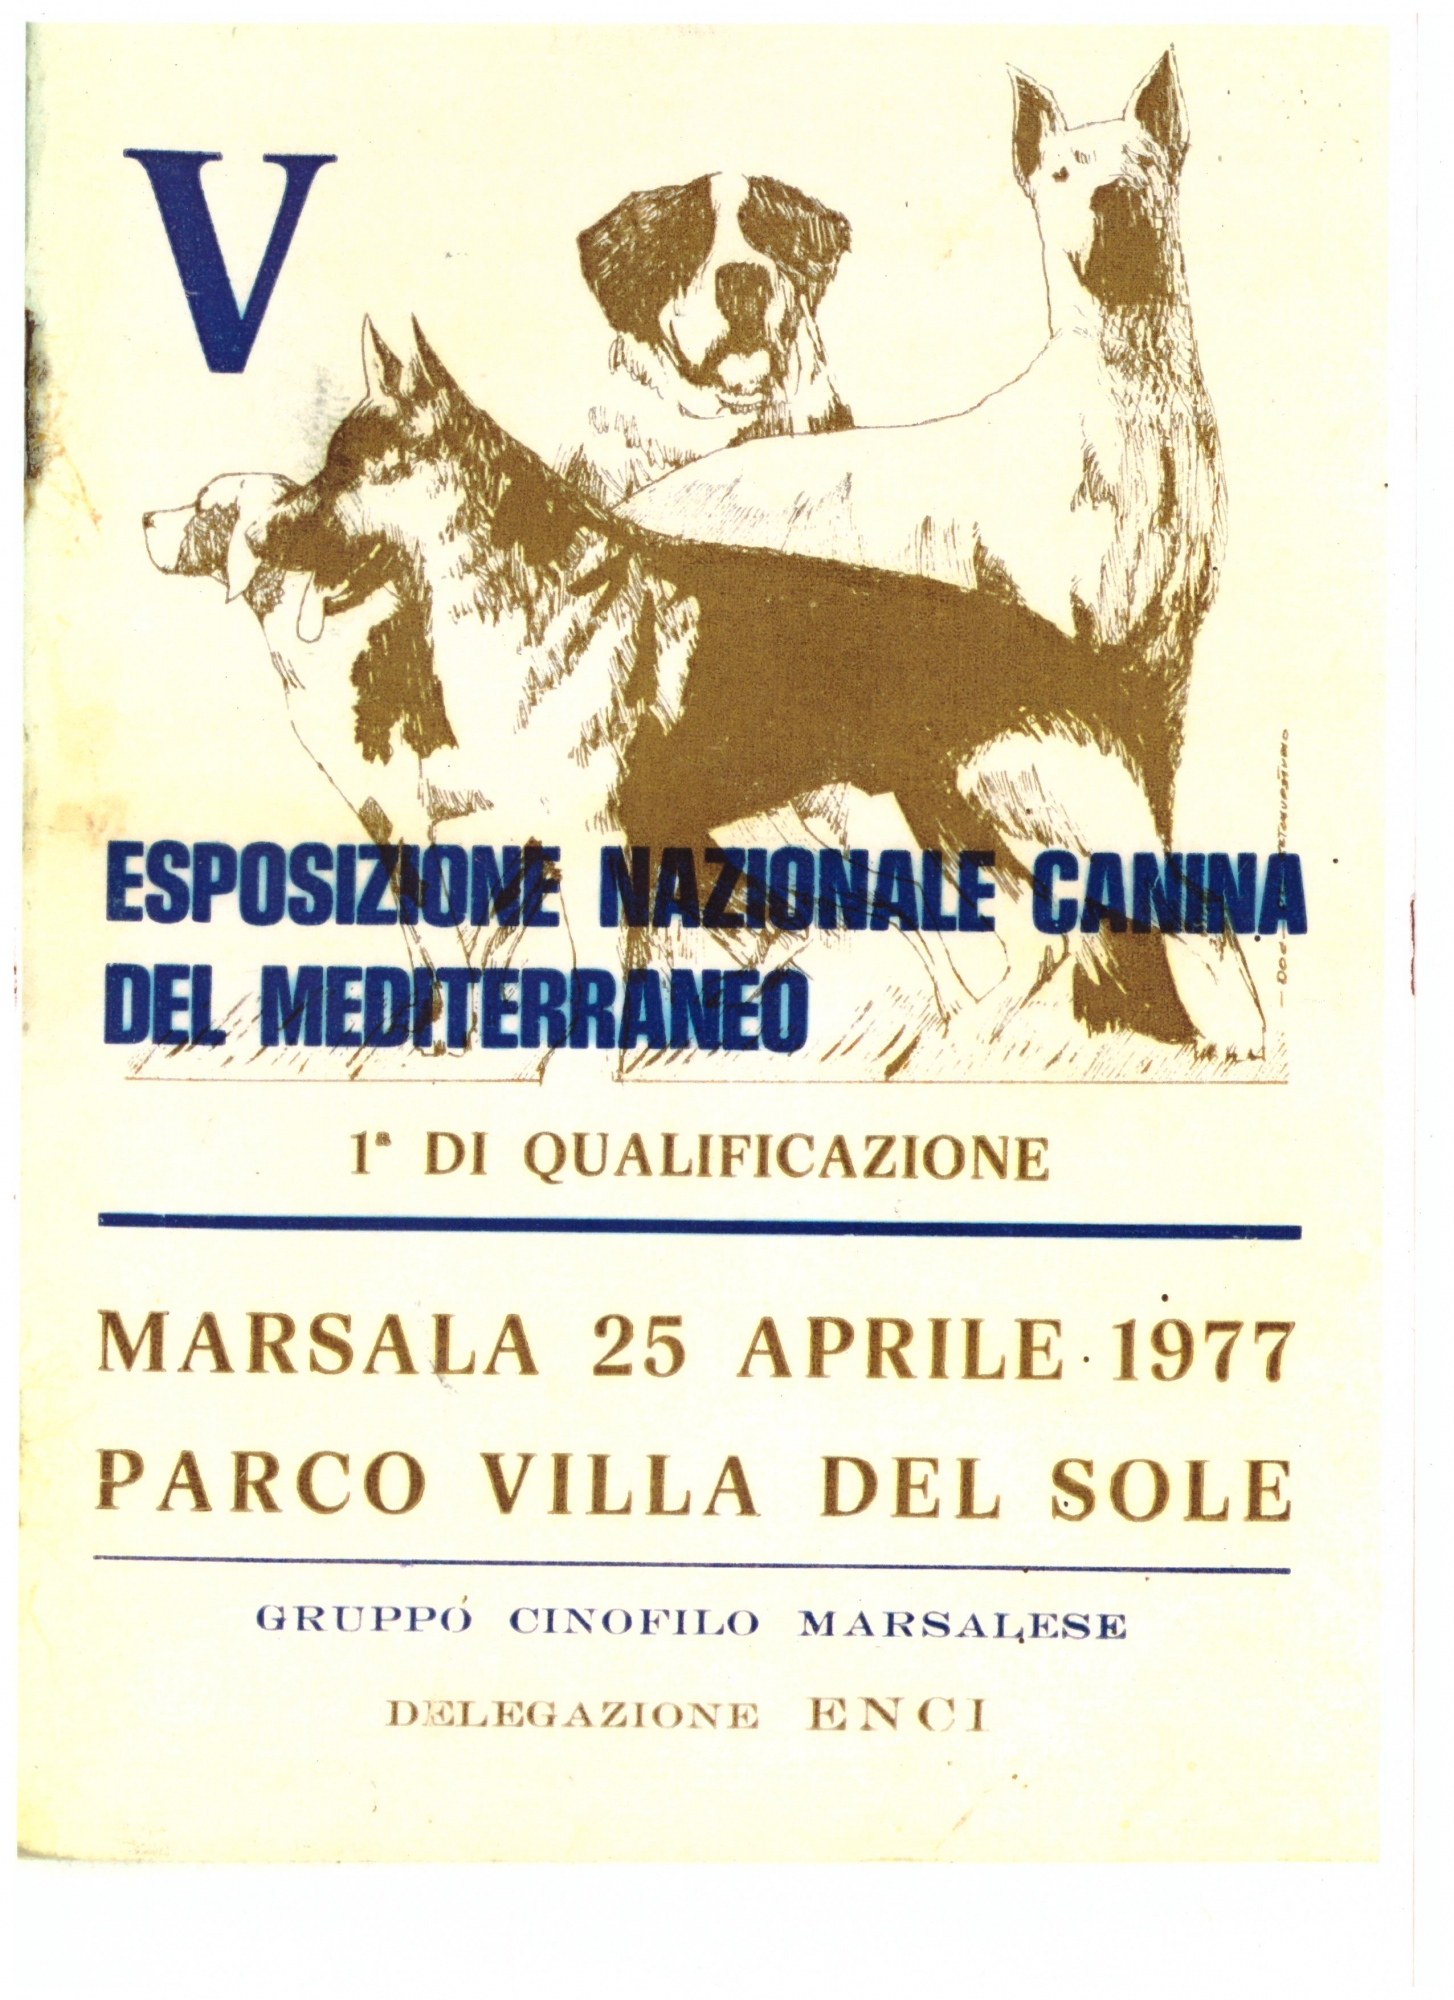 V
ESPOSIZIONE NAZIONALE CANINA
DEL MEDITERRANEO
1ª DI QUALIFICAZIONE
MARSALA 25 APRILE 1977
PARCO VILLA DEL SOLE
GRUPPO CINOFILO MARSALESE
DELEGAZIONE ENCI